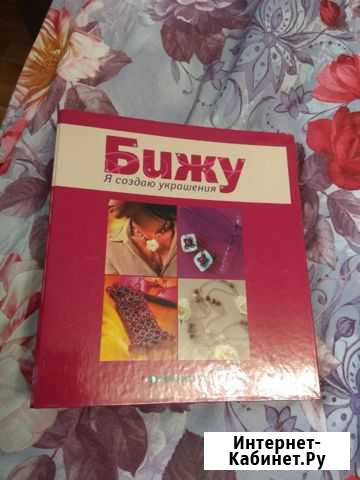 Бижу
Я создаю украшения
Интернет-
Кабинет.Ру